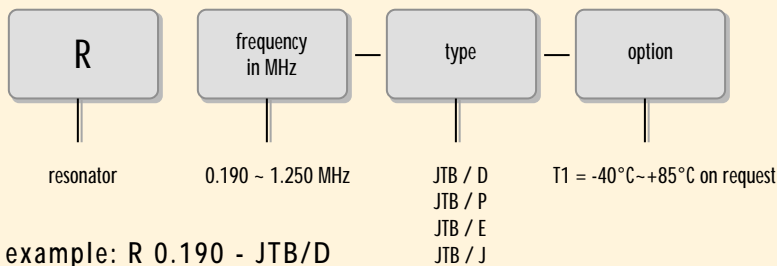 R
frequency
in MHz
type
option
resonator
0.190 ~ 1.250 MHz
JTB / D
JTB / P
JTB / E
JTB / J
T1 = -40°C~+85°C on request
example: R 0.190 - JTB/D